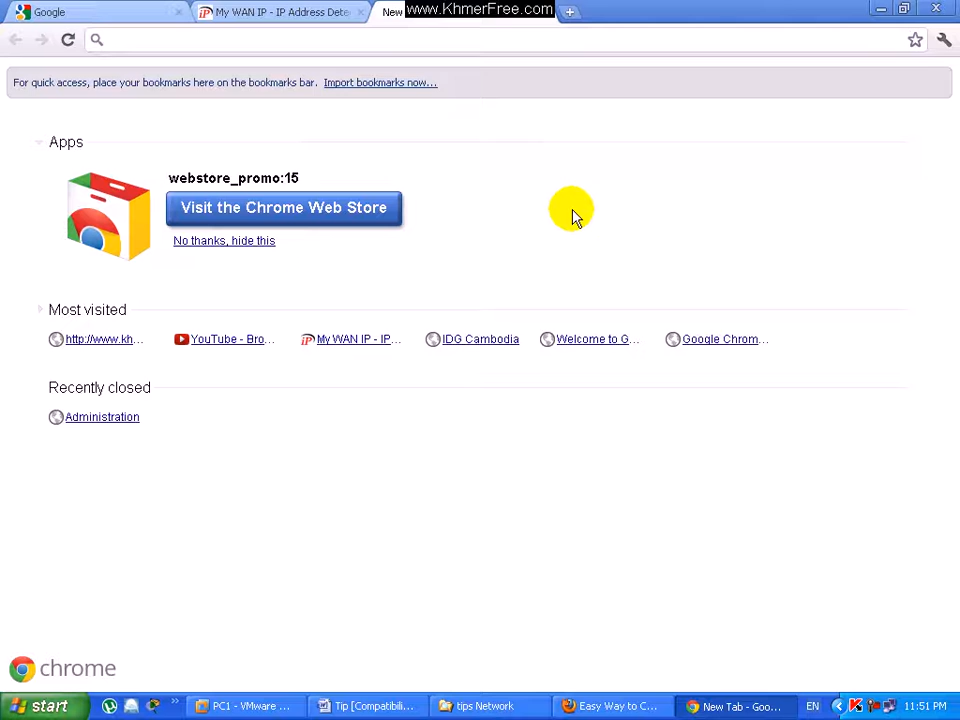 Google
My WAN IP - IP Address Dete
New
www.KhmerFree.com
For quick access, place your bookmarks here on the bookmarks bar. Import bookmarks now...
Apps
webstore_promo:15
Visit the Chrome Web Store
No thanks, hide this
Most visited
http://www.kh... YouTube - Bro... My WAN IP - IP... IDG Cambodia Welcome to G... Google Chrom...
Recently closed
Administration
chrome
start PC1 - VMware ... Tip [Compatibili... tips Network Easy Way to C... New Tab - Goo... EN 11:51 PM